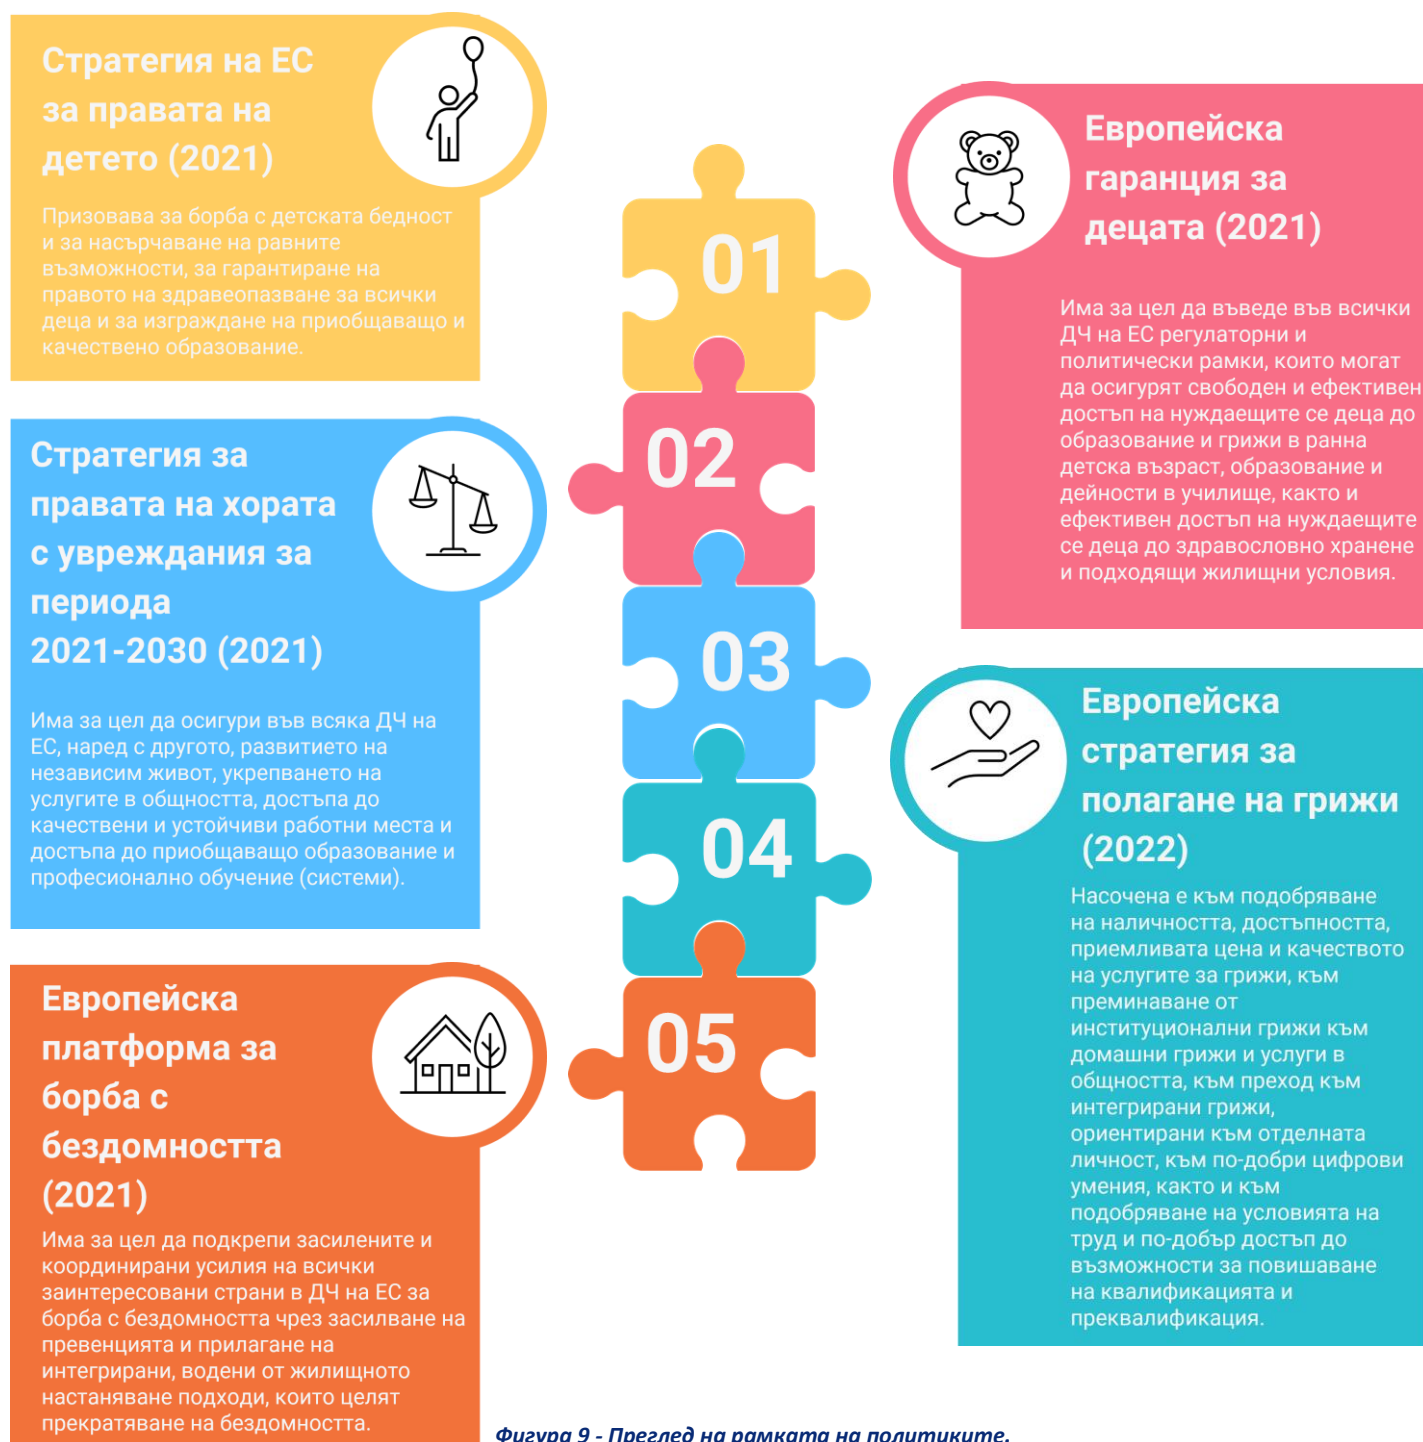 Стратегия на ЕС
за правата на
детето (2021)
Призовава за борба с детската бедност
и за насърчаване на равните
възможности, за гарантиране на
правото на здравеопазване за всички
деца и за изграждане на приобщаващо и
качествено образование.
01
Европейска
гаранция за
децата (2021)
Има за цел да въведе във всички
ДЧ на ЕС регулаторни и
политически рамки, които могат
да осигурят свободен и ефективен
достъп на нуждаещите се деца до
образование и грижи в ранна
детска възраст, образование и
дейности в училище, както и
ефективен достъп на нуждаещите
се деца до здравословно хранене
и подходящи жилищни условия.
02
Стратегия за
правата на хората
с увреждания за
периода
2021-2030 (2021)
Има за цел да осигури във всяка ДЧ на
ЕС, наред с другото, развитието на
независим живот, укрепването на
услугите в общността, достъпа до
качествени и устойчиви работни места и
достъпа до приобщаващо образование и
професионално обучение (системи).
03
Европейска
стратегия за
полагане на грижи
(2022)
Насочена е към подобряване
на наличността, достъпността,
приемливата цена и качеството
на услугите за грижи, към
преминаване от
институционални грижи към
домашни грижи и услуги в
общността, към преход към
интегрирани грижи,
ориентирани към отделната
личност, към по-добри цифрови
умения, както и към
подобряване на условията на
труд и по-добър достъп до
възможности за повишаване
на квалификацията и
преквалификация.
04
Европейска
платформа за
борба с
бездомността
(2021)
Има за цел да подкрепи засилените и
координирани усилия на всички
заинтересовани страни в ДЧ на ЕС за
борба с бездомността чрез засилване на
превенцията и прилагане на
интегрирани, водени от жилищното
настаняване подходи, които целят
прекратяване на бездомността.
05
Фигура 9 - Преглед на рамката на политиките.